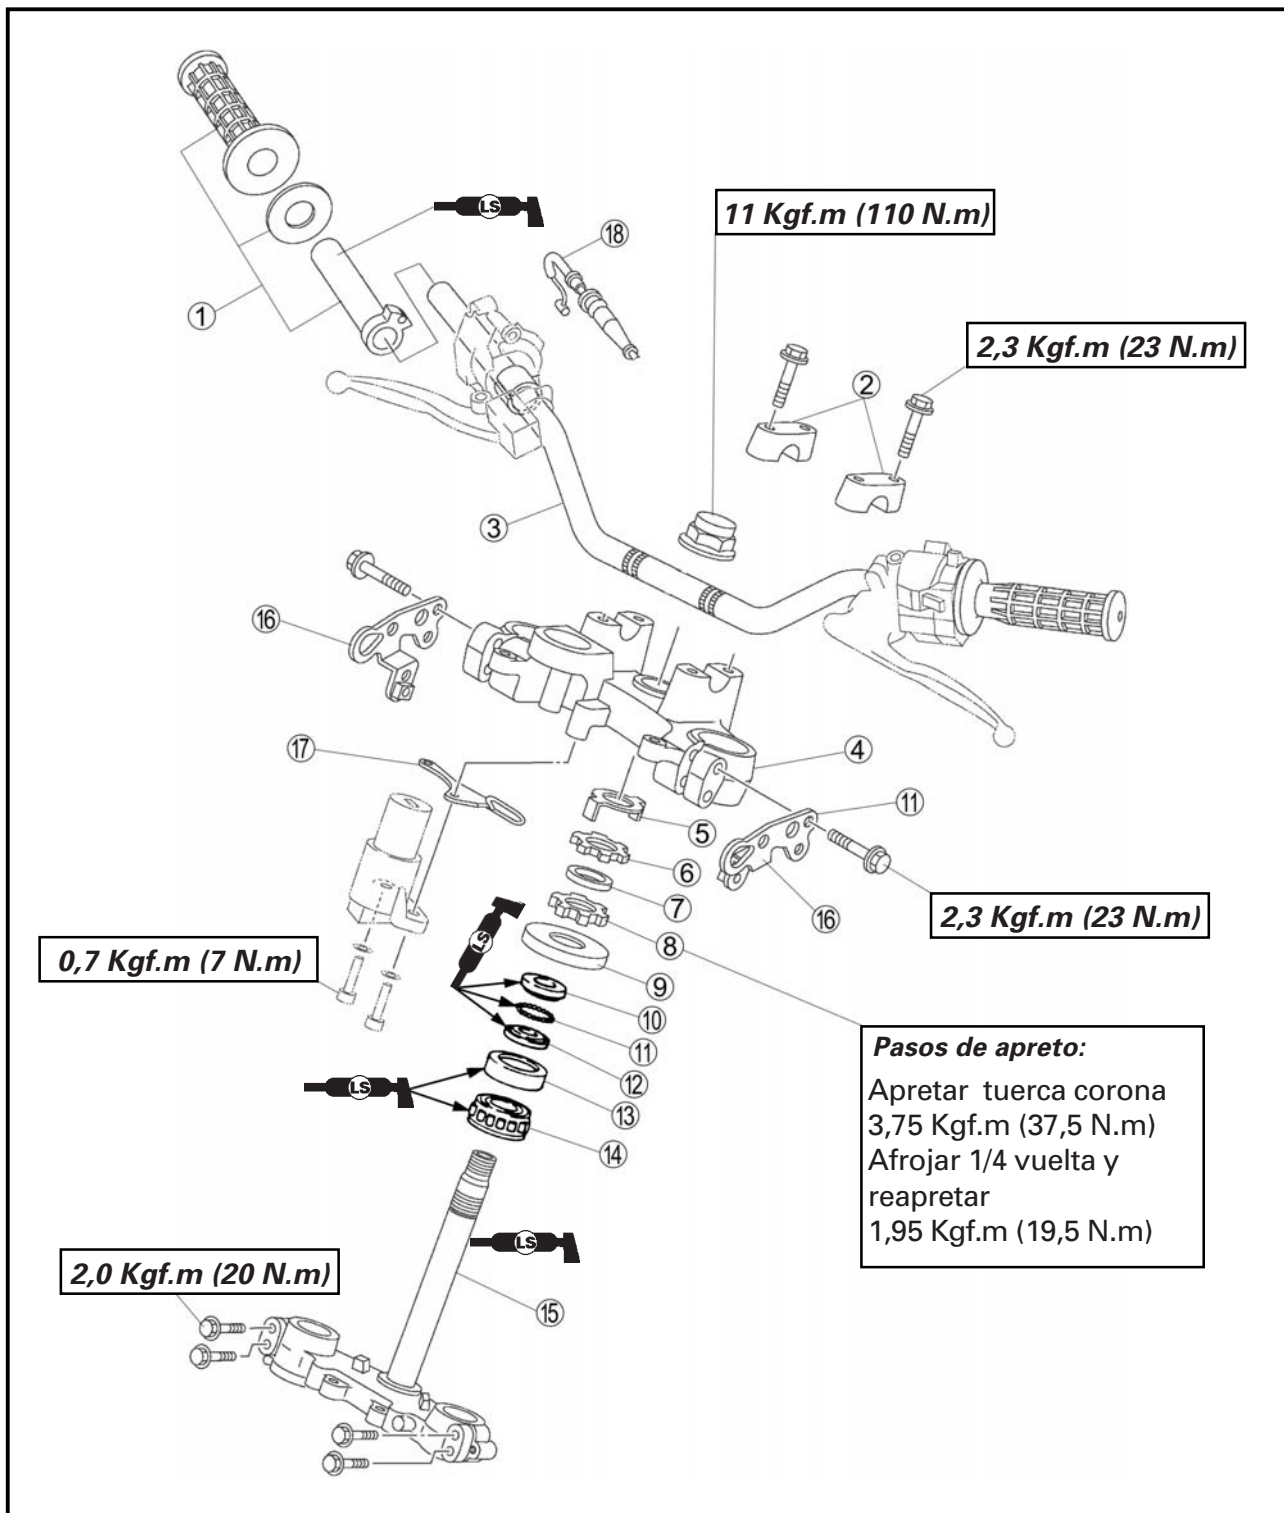 LS
11 Kgf.m (110 N.m)
18
2,3 Kgf.m (23 N.m)
1
2
3
16
17
4
11
5
6
7
16
2,3 Kgf.m (23 N.m)
8
LS
0,7 Kgf.m (7 N.m)
9
10
11
12
LS
13
14
Pasos de apreto:
Apretar tuerca corona
3,75 Kgf.m (37,5 N.m)
Afrojar 1/4 vuelta y
reapretar
1,95 Kgf.m (19,5 N.m)
LS
2,0 Kgf.m (20 N.m)
15